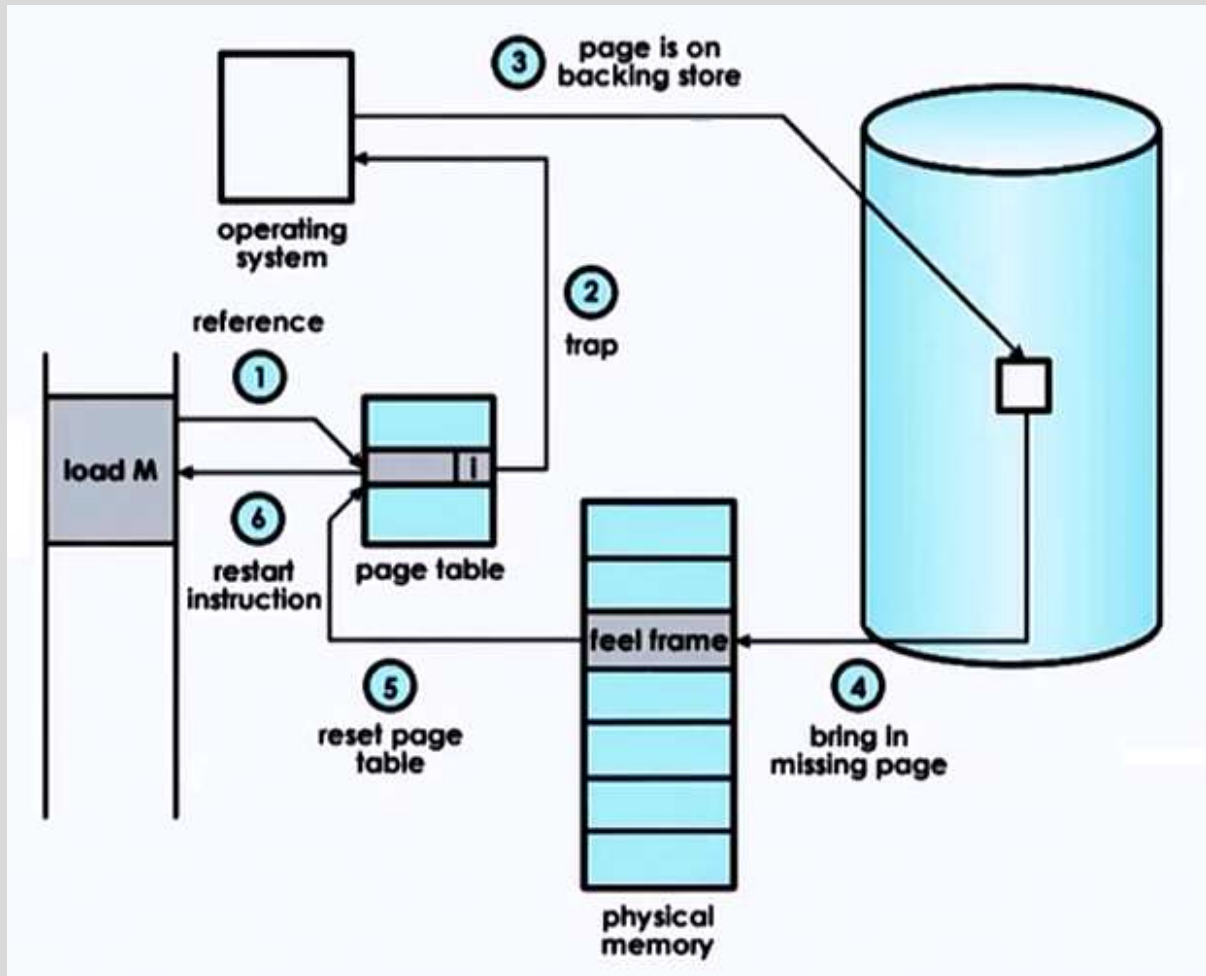 3
page is on
backing store
operating
system
2
trap
reference
1
load M
i
6
restart
instruction
page table
feel frame
5
reset page
table
4
bring in
missing page
physical
memory